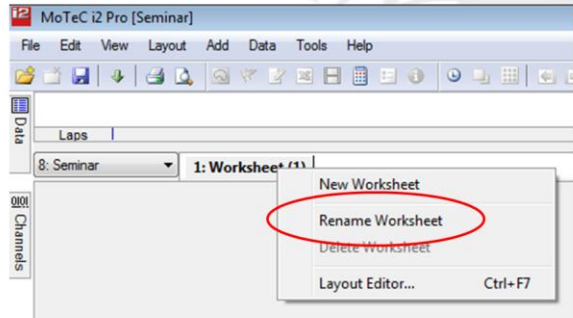 i2 MoTeC i2 Pro [Seminar]
File Edit View Layout Add Data Tools Help
Data
Laps
8: Seminar 1: Worksheet (1)
Channels
New Worksheet
Rename Worksheet
Delete Worksheet
Layout Editor... Ctrl+F7